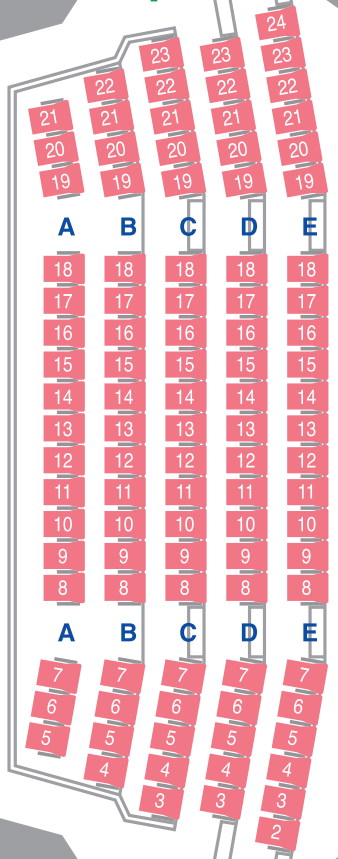 24
23 23 23
22 22 22 22
21 21 21 21 21
20 20 20 20 20
19 19 19 19 19
A B C D E
18 18 18 18 18
17 17 17 17 17
16 16 16 16 16
15 15 15 15 15
14 14 14 14 14
13 13 13 13 13
12 12 12 12 12
11 11 11 11 11
10 10 10 10 10
9 9 9 9 9
8 8 8 8 8
A B C D E
7 7 7 7 7
6 6 6 6 6
5 5 5 5 5
4 4 4 4
3 3 3
2